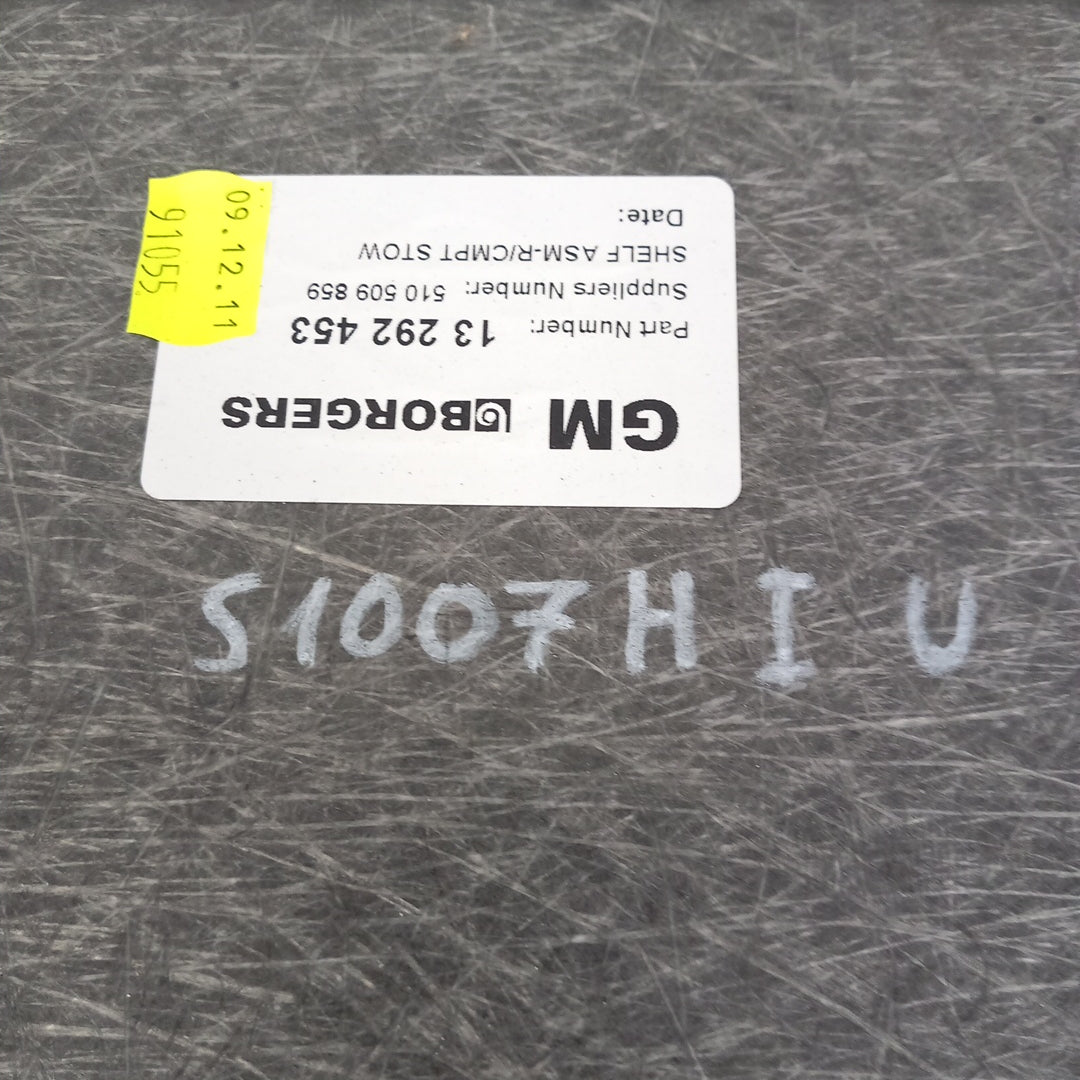 GM BORGERS
Part Number: 13 292 453
Suppliers Number: 510 509 859
SHELF ASM-R/CMPT STOW
Date:
09.12.11
91055
S1007 H I U